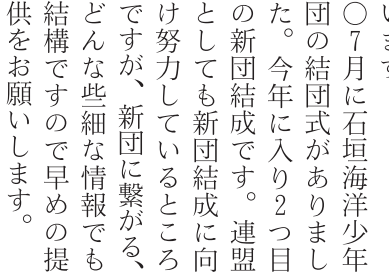 います
〇7月に石垣海洋少年
団の結団式がありまし
た。今年に入り2つ目
の新団結成です。連盟
としても新団結成に向
け努力しているところ
ですが、新団に繋がる、
どんな些細な情報でも
結構ですので早めの提
供をお願いします。